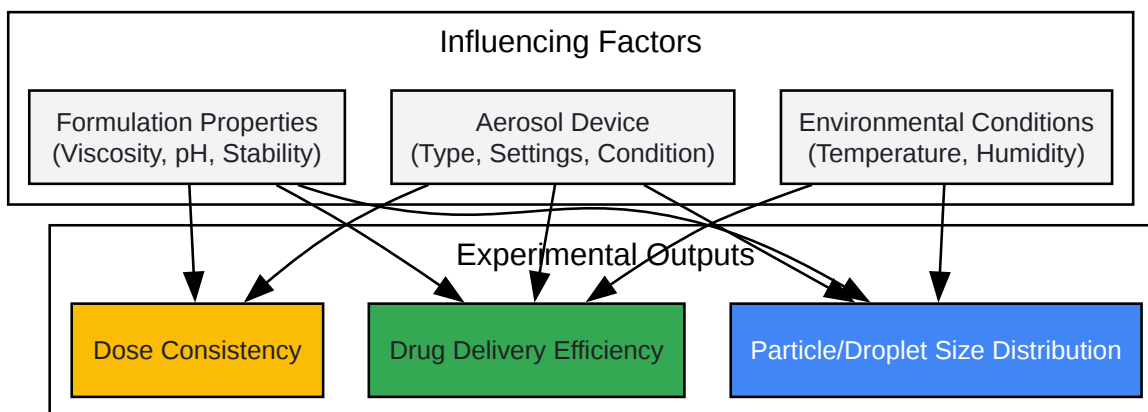 Influencing Factors
Formulation Properties
(Viscosity, pH, Stability)
Aerosol Device
(Type, Settings, Condition)
Environmental Conditions
(Temperature, Humidity)
Experimental Outputs
Dose Consistency
Drug Delivery Efficiency
Particle/Droplet Size Distribution